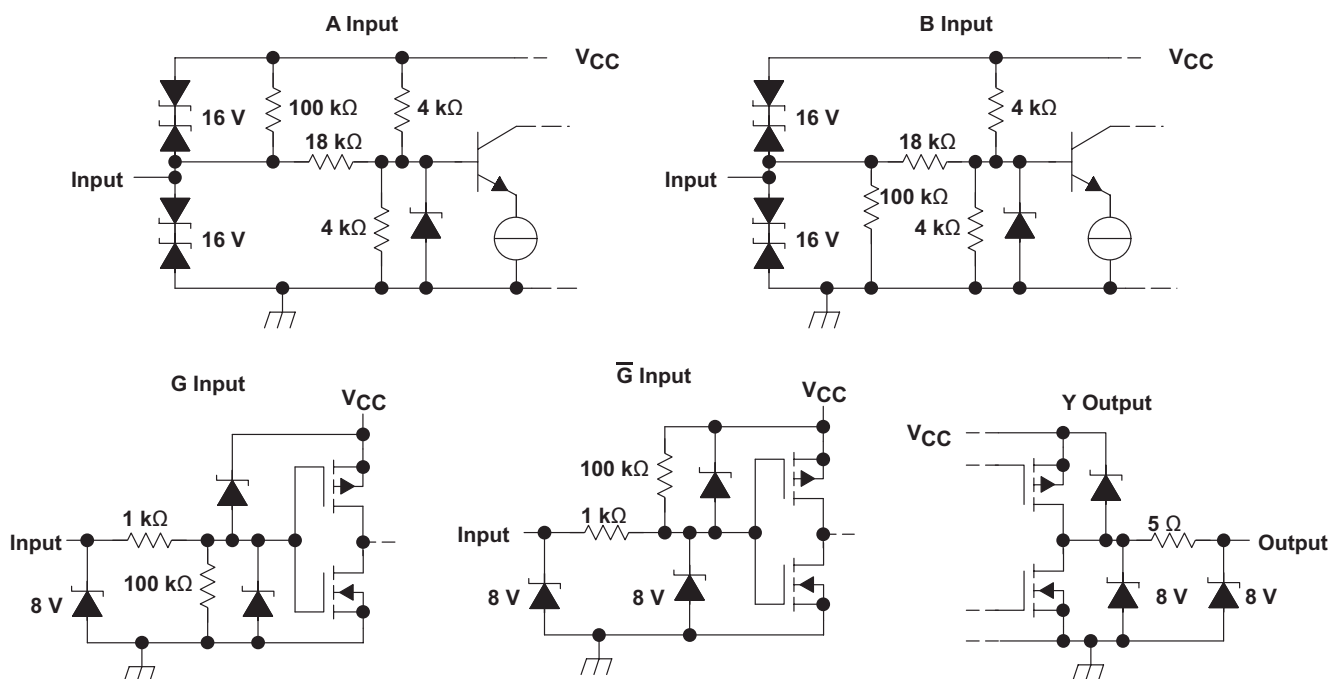 A Input
VCC
16 V
100 kΩ
4 kΩ
18 kΩ
Input
4 kΩ
16 V
B Input
VCC
16 V
4 kΩ
18 kΩ
Input
100 kΩ
4 kΩ
16 V
G Input
VCC
1 kΩ
Input
100 kΩ
8 V
G̅ Input
VCC
100 kΩ
1 kΩ
Input
8 V
8 V
Y Output
VCC
5 Ω
Output
8 V
8 V